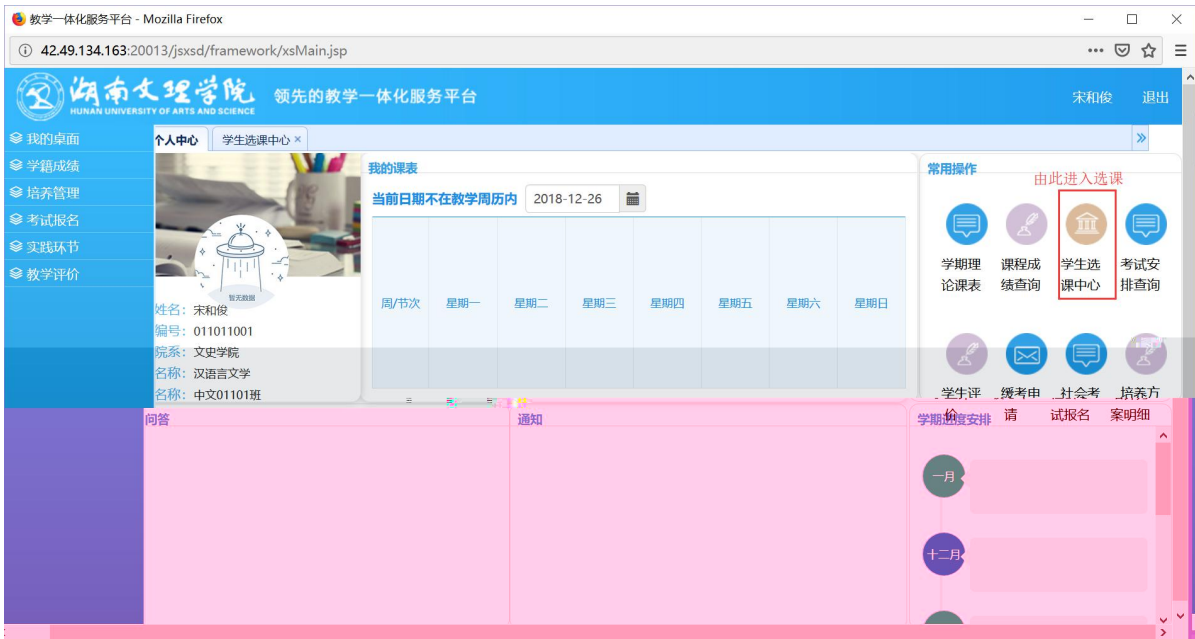 教学一体化服务平台 - Mozilla Firefox
42.49.134.163:20013/jsxsd/framework/xsMain.jsp
湖南文理学院
HUNAN UNIVERSITY OF ARTS AND SCIENCE
领先的教学一体化服务平台
宋和俊 退出
我的桌面
学籍成绩
培养管理
考试报名
实践环节
教学评价
个人中心 学生选课中心 ×
暂无数据
姓名：宋和俊
编号：011011001
院系：文史学院
名称：汉语言文学
名称：中文01101班
我的课表
当前日期不在教学周历内 2018-12-26
周/节次 星期一 星期二 星期三 星期四 星期五 星期六 星期日
常用操作
由此进入选课
学期理论课表
课程成绩查询
学生选课中心
考试安排查询
学生评价
缓考申请
社会考试报名
培养方案明细
问答
通知
学期进度安排
一月
十二月